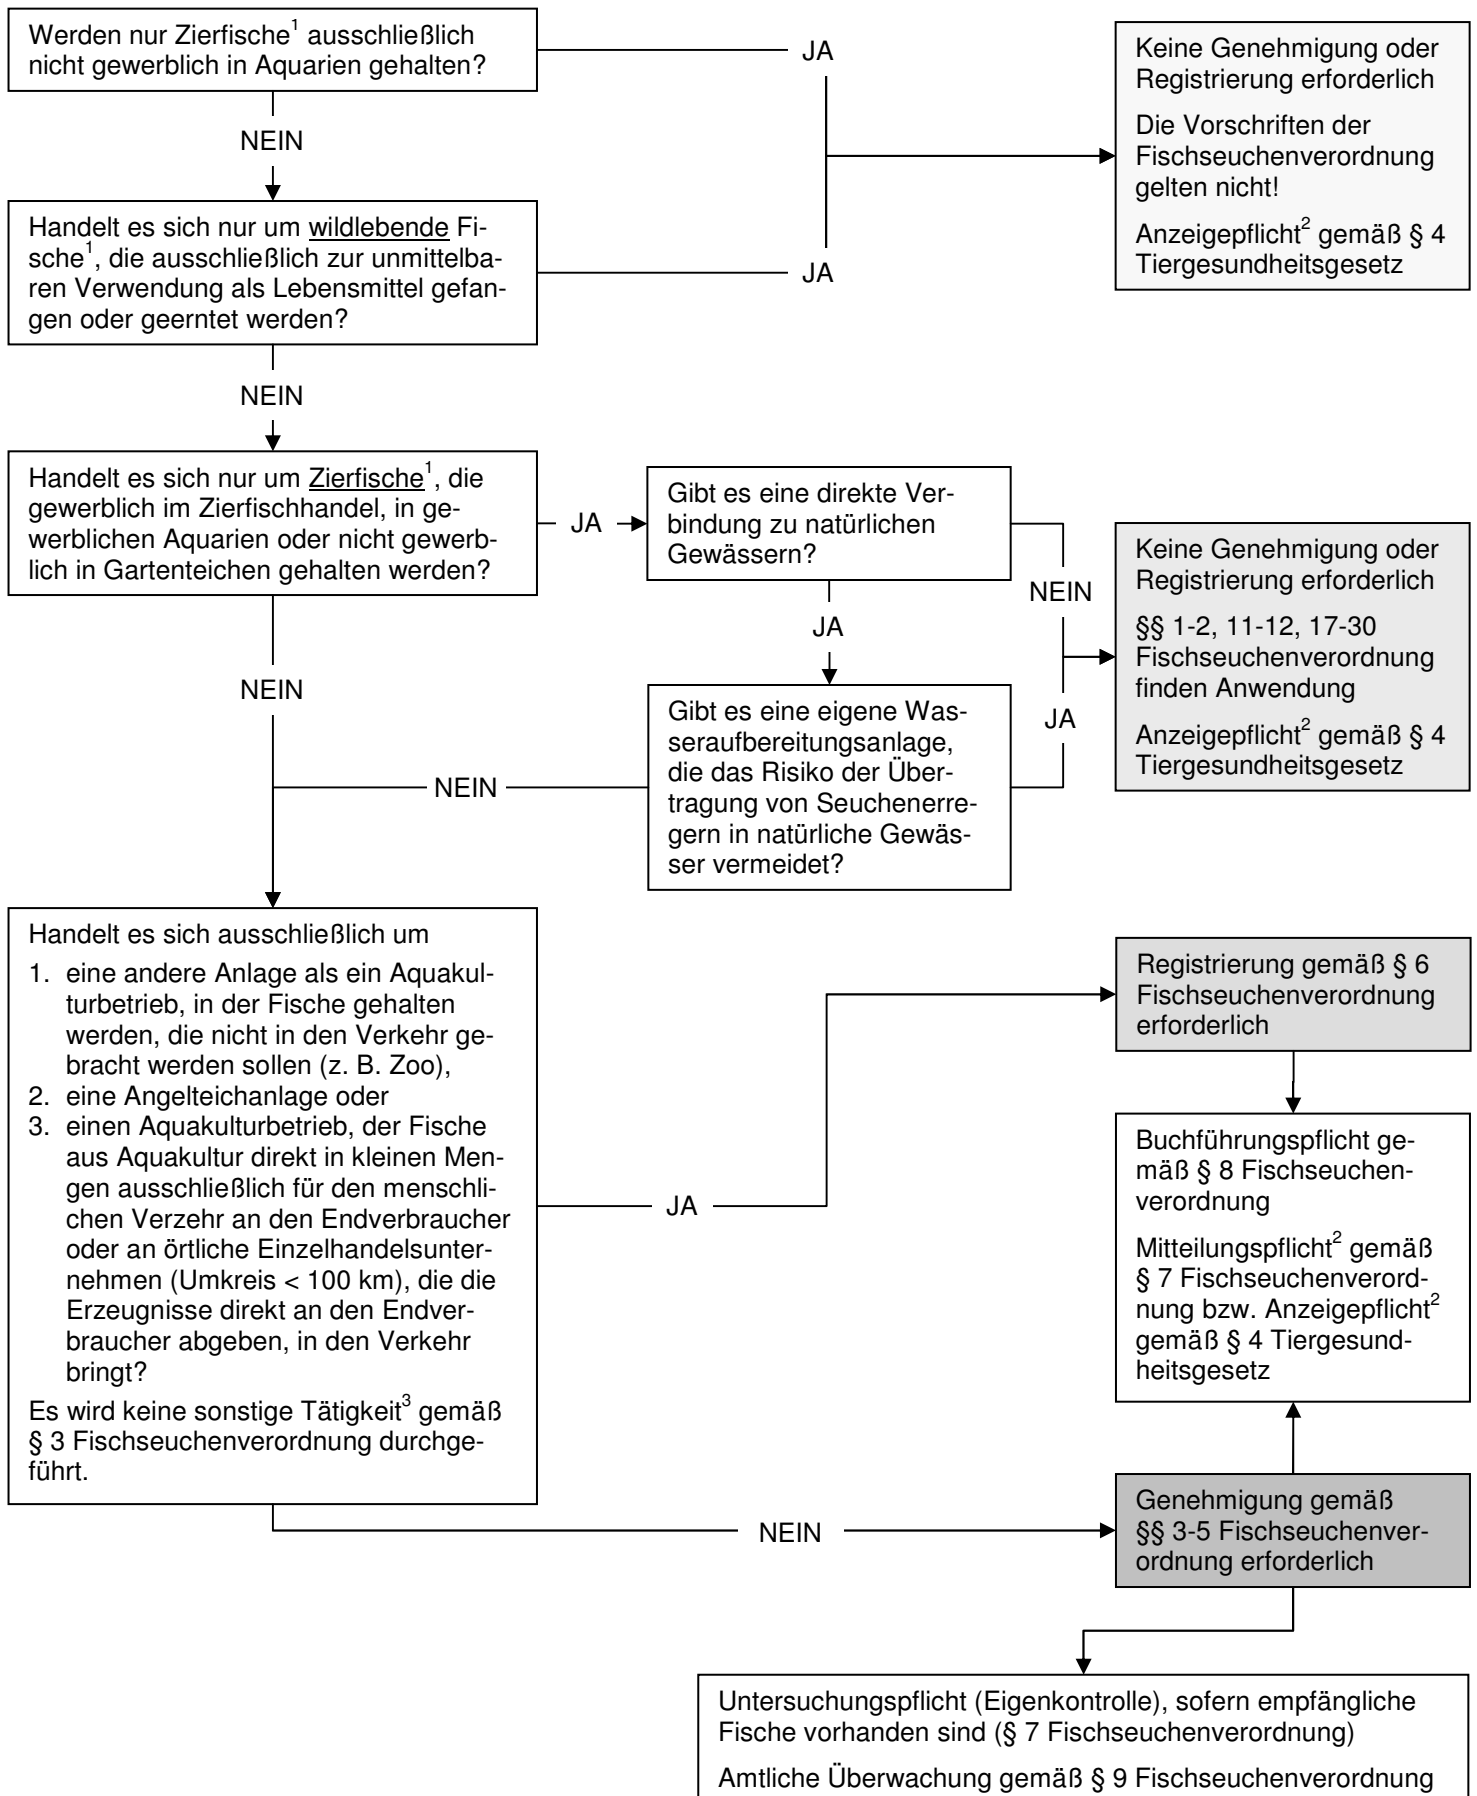 Werden nur Zierfische¹ ausschließlich
nicht gewerblich in Aquarien gehalten?
JA
Keine Genehmigung oder
Registrierung erforderlich
Die Vorschriften der
Fischseuchenverordnung
gelten nicht!
Anzeigepflicht² gemäß § 4
Tiergesundheitsgesetz
NEIN
Handelt es sich nur um wildlebende Fi-
sche¹, die ausschließlich zur unmittelba-
ren Verwendung als Lebensmittel gefan-
gen oder geerntet werden?
JA
NEIN
Handelt es sich nur um Zierfische¹, die
gewerblich im Zierfischhandel, in ge-
werblichen Aquarien oder nicht gewerb-
lich in Gartenteichen gehalten werden?
JA
Gibt es eine direkte Ver-
bindung zu natürlichen
Gewässern?
NEIN
JA
Keine Genehmigung oder
Registrierung erforderlich
§§ 1-2, 11-12, 17-30
Fischseuchenverordnung
finden Anwendung
Anzeigepflicht² gemäß § 4
Tiergesundheitsgesetz
NEIN
Gibt es eine eigene Was-
seraufbereitungsanlage,
die das Risiko der Über-
tragung von Seuchenerre-
gern in natürliche Gewäs-
ser vermeidet?
JA
NEIN
Handelt es sich ausschließlich um
1. eine andere Anlage als ein Aquakul-
turbetrieb, in der Fische gehalten
werden, die nicht in den Verkehr ge-
bracht werden sollen (z. B. Zoo),
2. eine Angelteichanlage oder
3. einen Aquakulturbetrieb, der Fische
aus Aquakultur direkt in kleinen Men-
gen ausschließlich für den menschli-
chen Verzehr an den Endverbraucher
oder an örtliche Einzelhandelsunter-
nehmen (Umkreis < 100 km), die die
Erzeugnisse direkt an den Endver-
braucher abgeben, in den Verkehr
bringt?
Es wird keine sonstige Tätigkeit³ gemäß
§ 3 Fischseuchenverordnung durchge-
führt.
JA
Registrierung gemäß § 6
Fischseuchenverordnung
erforderlich
Buchführungspflicht ge-
mäß § 8 Fischseuchen-
verordnung
Mitteilungspflicht² gemäß
§ 7 Fischseuchenverord-
nung bzw. Anzeigepflicht²
gemäß § 4 Tiergesund-
heitsgesetz
NEIN
Genehmigung gemäß
§§ 3-5 Fischseuchenver-
ordnung erforderlich
Untersuchungspflicht (Eigenkontrolle), sofern empfängliche
Fische vorhanden sind (§ 7 Fischseuchenverordnung)
Amtliche Überwachung gemäß § 9 Fischseuchenverordnung